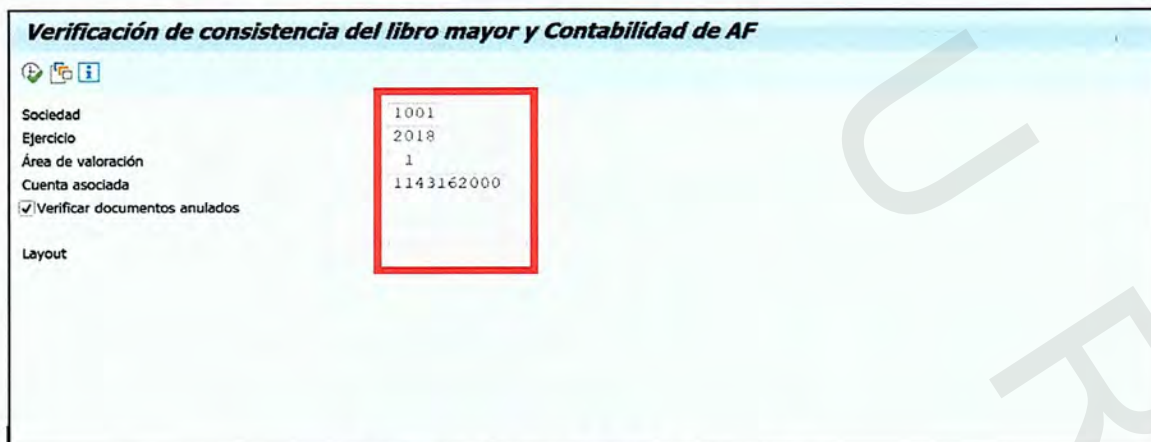 Verificación de consistencia del libro mayor y Contabilidad de AF
Sociedad 1001
Ejercicio 2018
Área de valoración 1
Cuenta asociada 1143162000
Verificar documentos anulados
Layout
U
R